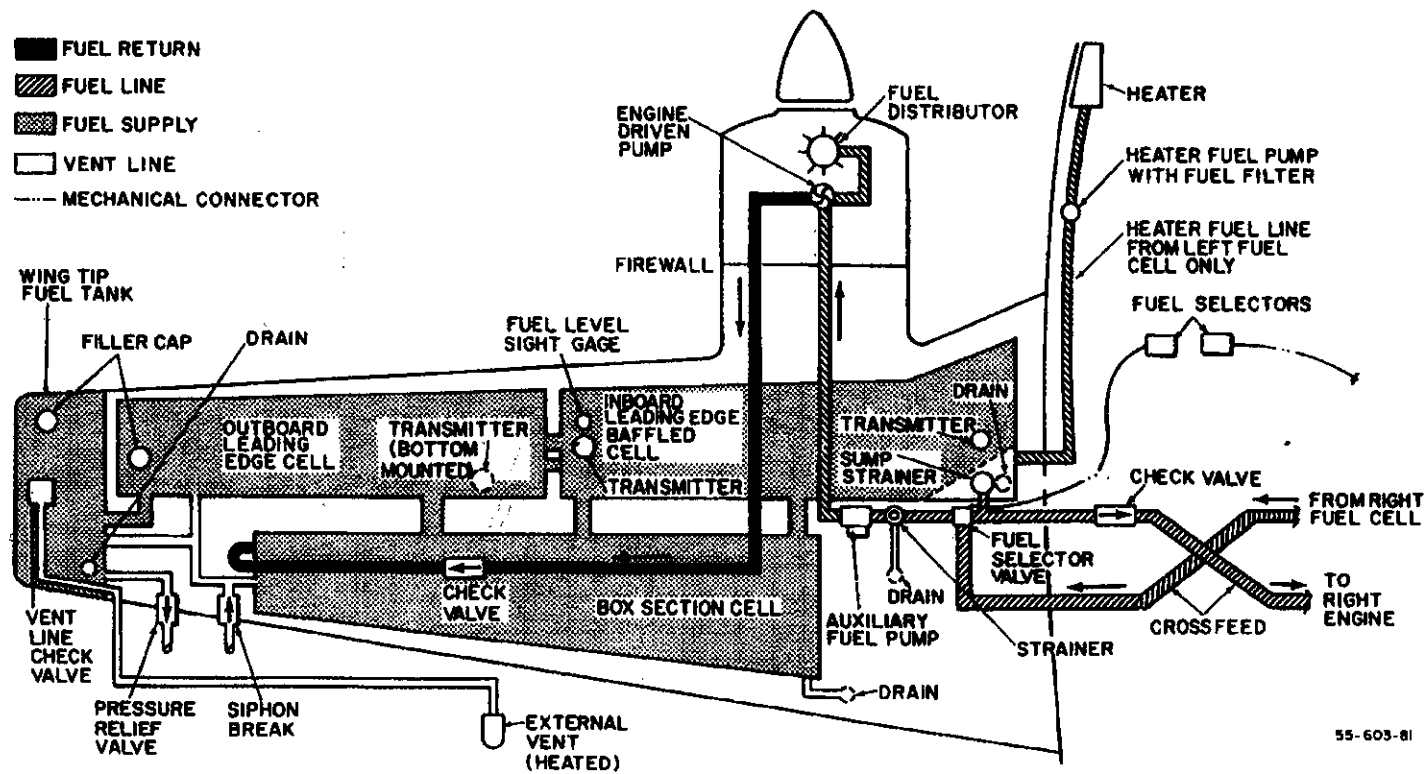 FUEL RETURN
FUEL LINE
FUEL SUPPLY
VENT LINE
MECHANICAL CONNECTOR
ENGINE
DRIVEN
PUMP
FUEL
DISTRIBUTOR
HEATER
HEATER FUEL PUMP
WITH FUEL FILTER
HEATER FUEL LINE
FROM LEFT FUEL
CELL ONLY
FIREWALL
WING TIP
FUEL TANK
FILLER CAP
DRAIN
FUEL LEVEL
SIGHT GAGE
FUEL SELECTORS
OUTBOARD
LEADING
EDGE CELL
TRANSMITTER
(BOTTOM
MOUNTED)
INBOARD
LEADING EDGE
BAFFLED
CELL
TRANSMITTER
DRAIN
TRANSMITTER
SUMP
STRAINER
CHECK VALVE
FROM RIGHT
FUEL CELL
CHECK
VALVE
BOX SECTION CELL
FUEL
SELECTOR
VALVE
DRAIN
AUXILIARY
FUEL PUMP
STRAINER
CROSSFEED
TO
RIGHT
ENGINE
VENT
LINE
CHECK
VALVE
PRESSURE
RELIEF
VALVE
SIPHON
BREAK
EXTERNAL
VENT
(HEATED)
DRAIN
55-603-81